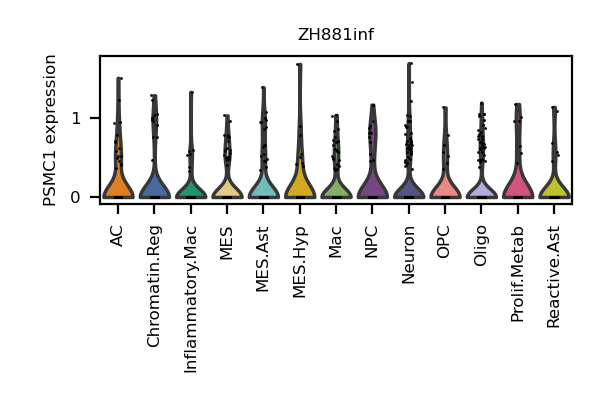 ZH881inf
PSMC1 expression
1
0
AC
Chromatin.Reg
Inflammatory.Mac
MES
MES.Ast
MES.Hyp
Mac
NPC
Neuron
OPC
Oligo
Prolif.Metab
Reactive.Ast